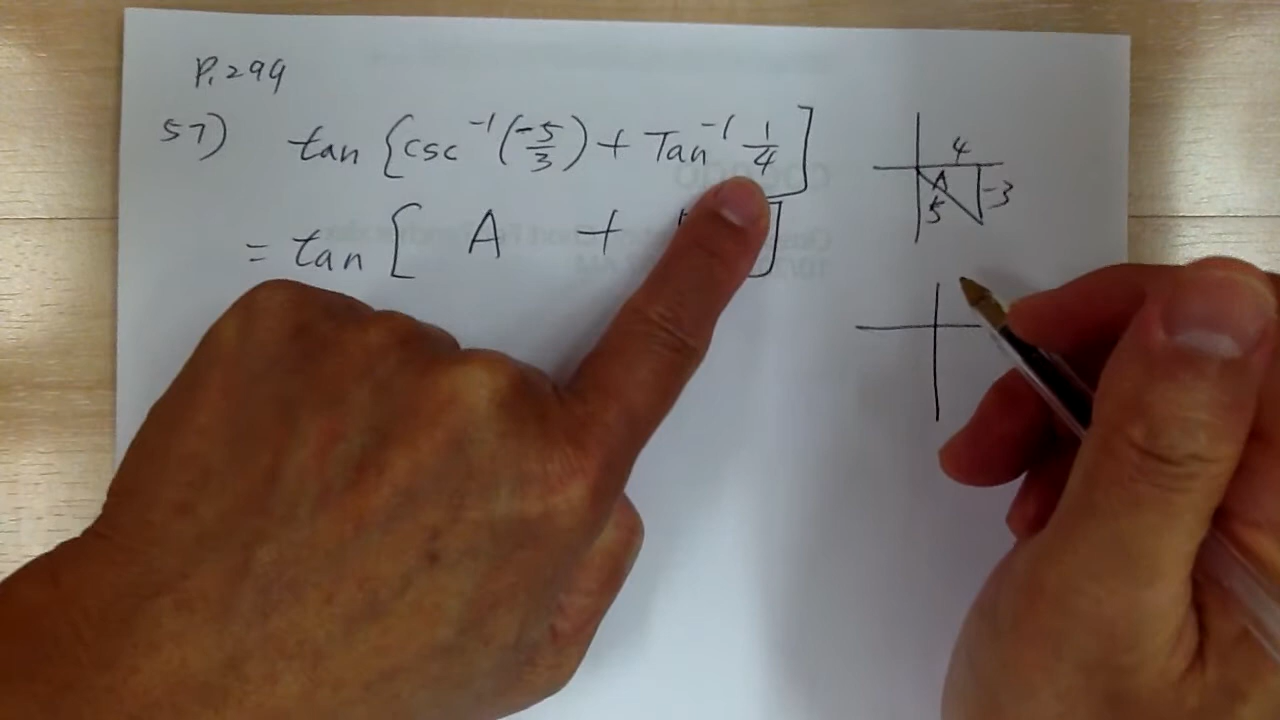 P. 299
57) tan [csc⁻¹(-5/3) + Tan⁻¹ 1/4]
= tan [ A + ]
4
A
5
-3